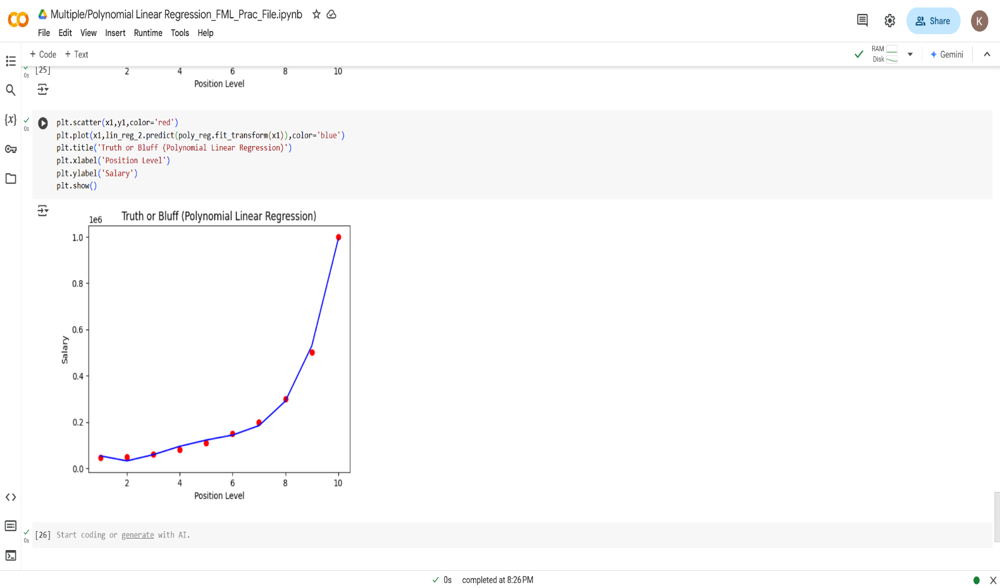 Multiple/Polynomial Linear Regression_FML_Prac_File.ipynb
File Edit View Insert Runtime Tools Help
Share
K
+ Code + Text
RAM
Disk
Gemini
0s
[25]
2 4 6 8 10
Position Level
{x}
0s
plt.scatter(x1,y1,color='red')
plt.plot(x1,lin_reg_2.predict(poly_reg.fit_transform(x1)),color='blue')
plt.title('Truth or Bluff (Polynomial Linear Regression)')
plt.xlabel('Position Level')
plt.ylabel('Salary')
plt.show()
Truth or Bluff (Polynomial Linear Regression)
1e6
1.0
0.8
0.6
0.4
0.2
0.0
Salary
2 4 6 8 10
Position Level
0s
[26] Start coding or generate with AI.
0s completed at 8:26 PM